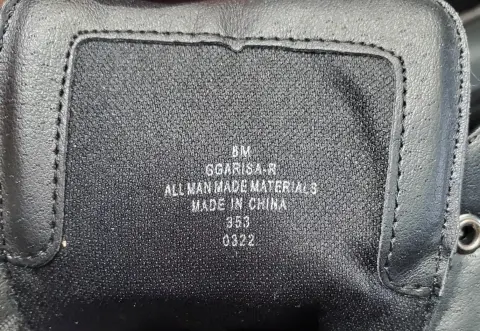 8M
GGARISA-R
ALL MAN MADE MATERIALS
MADE IN CHINA
353
0322